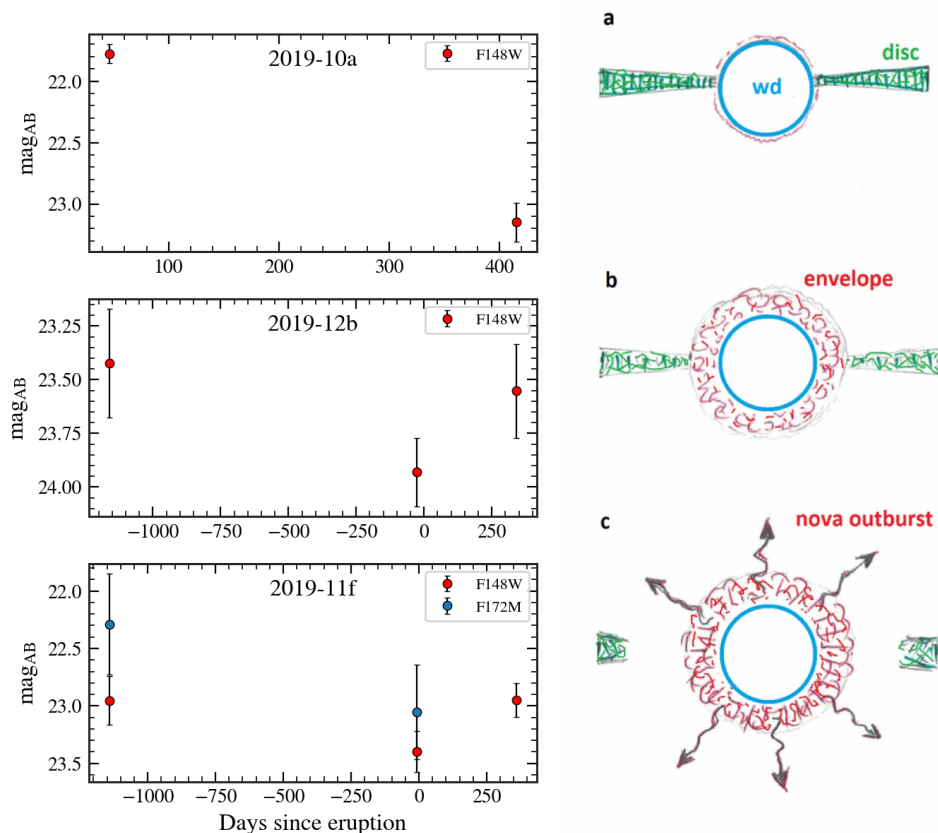 2019-10a
F148W
22.0
22.5
23.0
mag_AB
100
200
300
400
2019-12b
F148W
23.25
23.50
23.75
24.00
mag_AB
−1000
−750
−500
−250
0
250
2019-11f
F148W
F172M
22.0
22.5
23.0
23.5
mag_AB
−1000
−750
−500
−250
0
250
Days since eruption
a
disc
wd
b
envelope
c
nova outburst